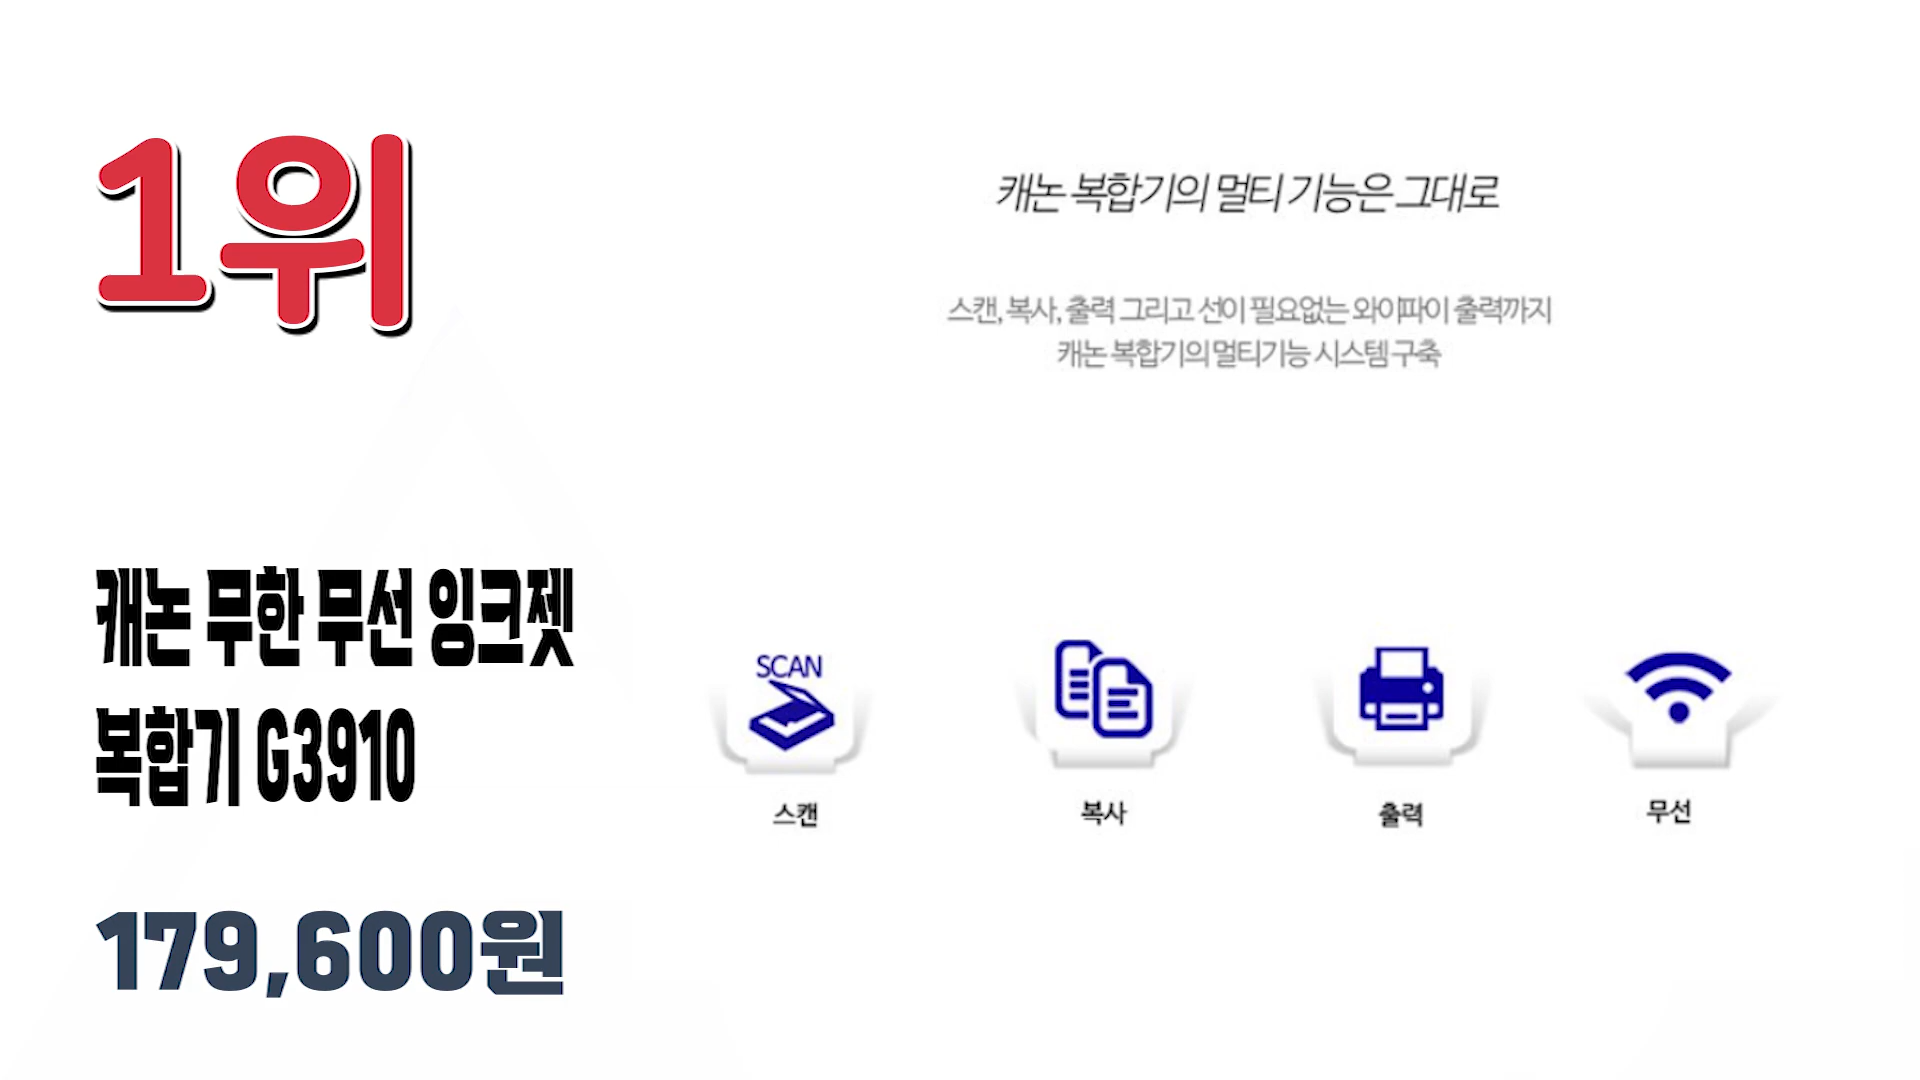 1위
캐논 무한 무선 잉크젯
복합기 G3910
179,600원
캐논 복합기의 멀티 기능은 그대로
스캔, 복사, 출력 그리고 선이 필요없는 와이파이 출력까지
캐논 복합기의 멀티기능 시스템 구축
SCAN
스캔
복사
출력
무선